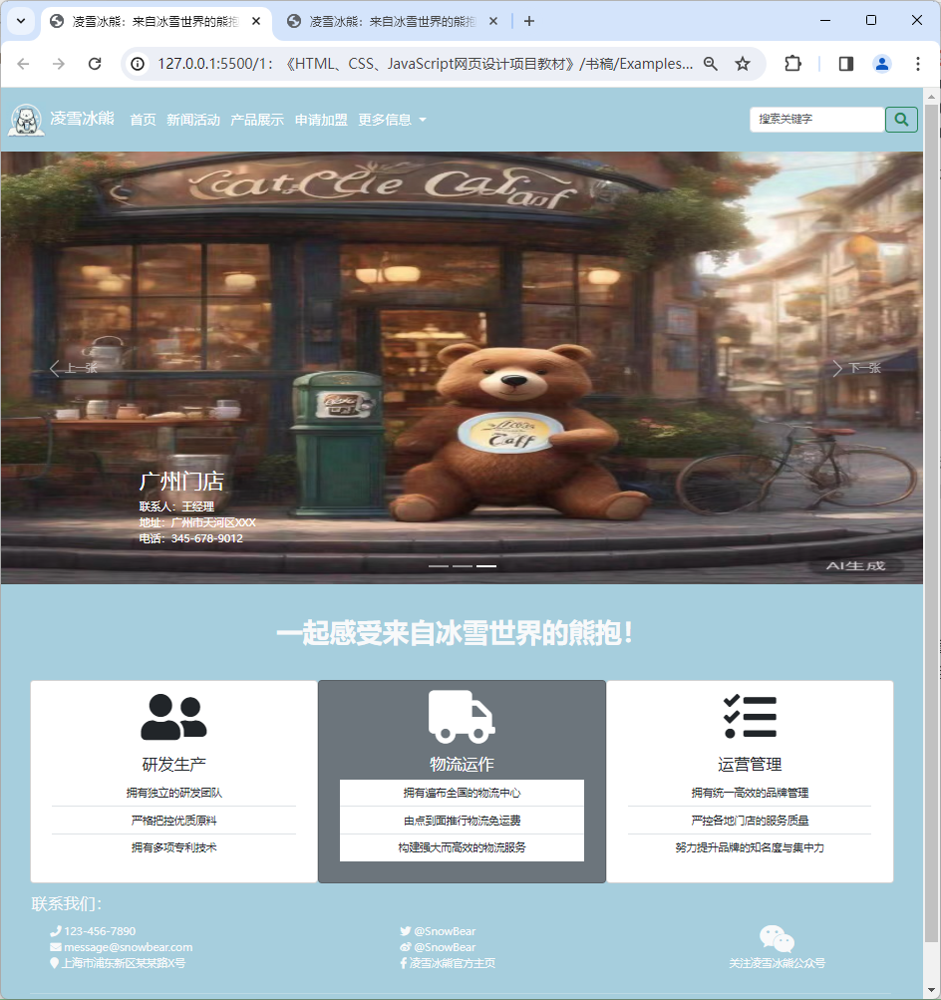 凌雪冰熊：来自冰雪世界的熊抱
凌雪冰熊：来自冰雪世界的熊抱
127.0.0.1:5500/1：《HTML、CSS、JavaScript网页设计项目教材》/书稿/Examples...
凌雪冰熊 首页 新闻活动 产品展示 申请加盟 更多信息
搜索关键字
上一张
下一张
广州门店
联系人：王经理
地址：广州市天河区XXX
电话：345-678-9012
AI生成
一起感受来自冰雪世界的熊抱！
研发生产
拥有独立的研发团队
严格把控优质原料
拥有多项专利技术
物流运作
拥有遍布全国的物流中心
由点到面推行物流免运费
构建强大而高效的物流服务
运营管理
拥有统一高效的品牌管理
严控各地门店的服务质量
努力提升品牌的知名度与集中力
联系我们：
123-456-7890
message@snowbear.com
上海市浦东新区某某路X号
@SnowBear
@SnowBear
凌雪冰熊官方主页
关注凌雪冰熊公众号